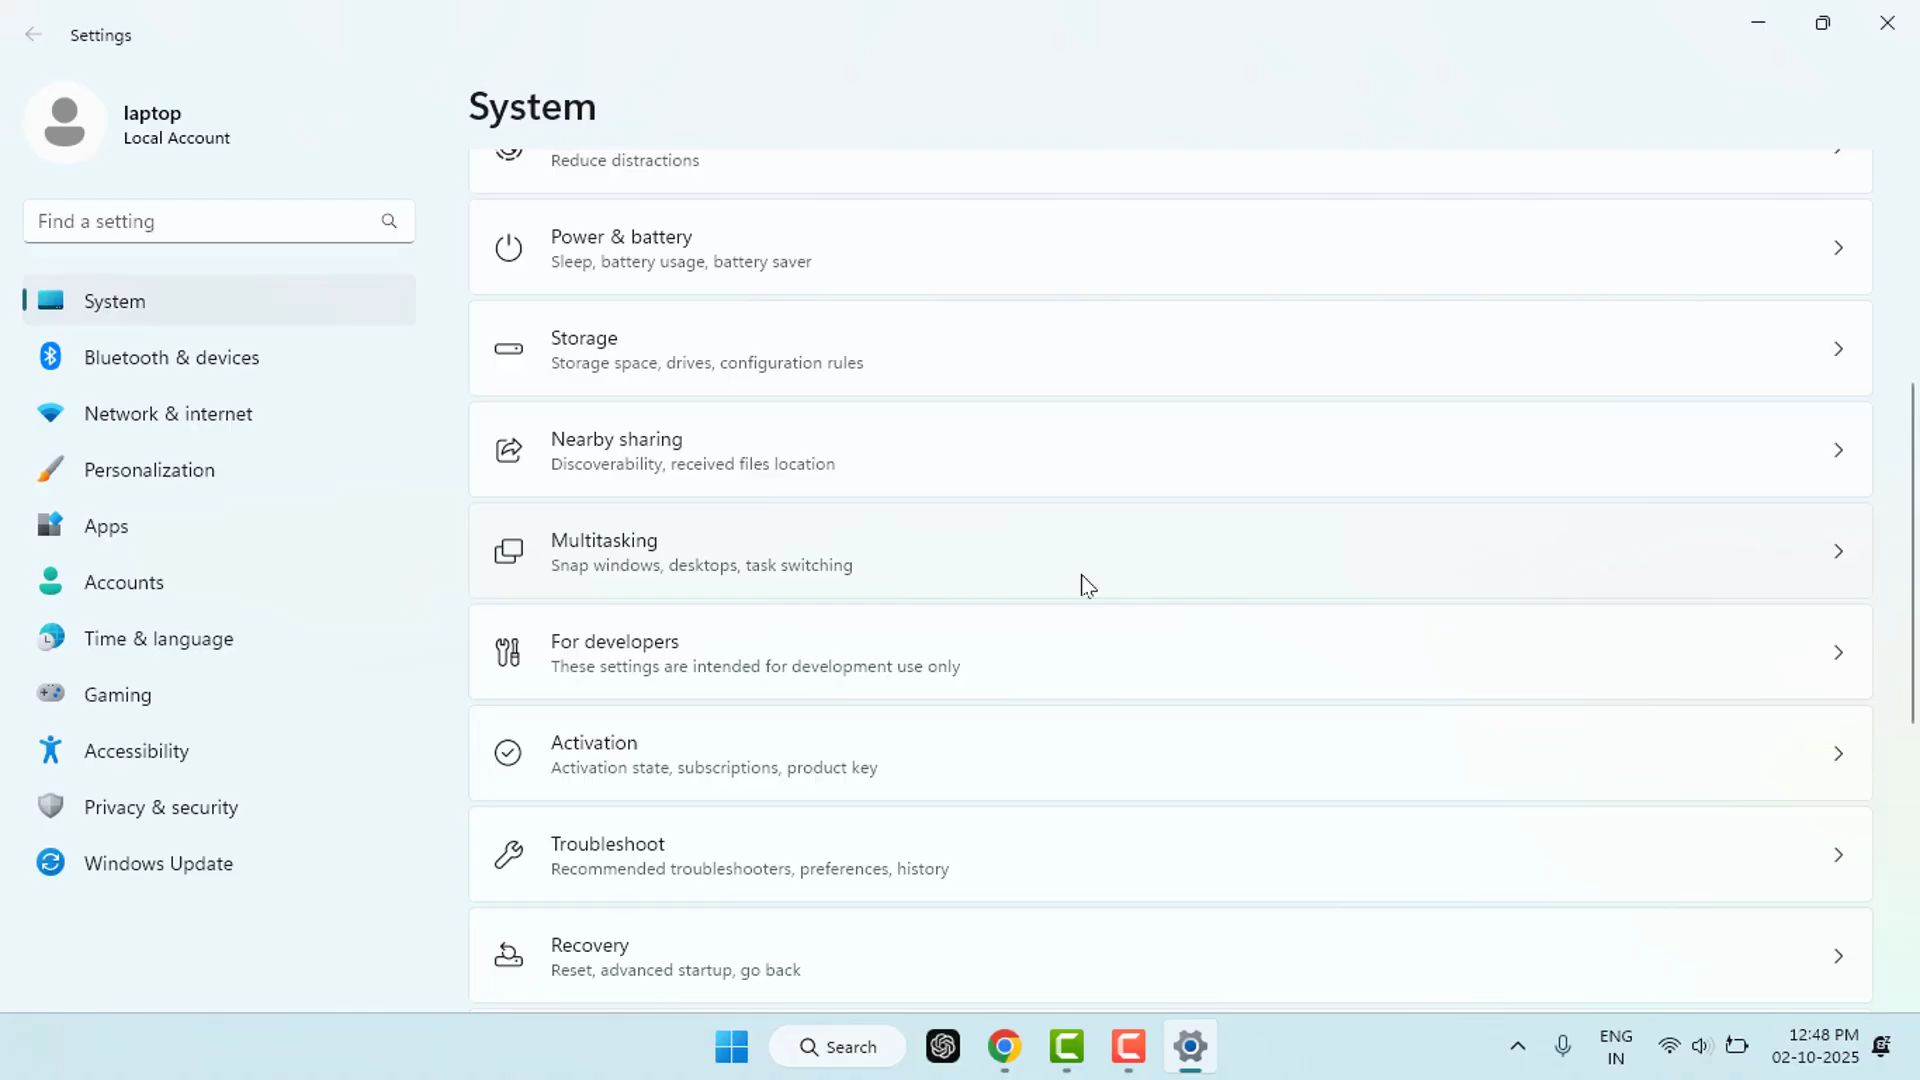 Settings
laptop
Local Account
Find a setting
System
Bluetooth & devices
Network & internet
Personalization
Apps
Accounts
Time & language
Gaming
Accessibility
Privacy & security
Windows Update
System
Reduce distractions
Power & battery
Sleep, battery usage, battery saver
Storage
Storage space, drives, configuration rules
Nearby sharing
Discoverability, received files location
Multitasking
Snap windows, desktops, task switching
For developers
These settings are intended for development use only
Activation
Activation state, subscriptions, product key
Troubleshoot
Recommended troubleshooters, preferences, history
Recovery
Reset, advanced startup, go back
Search
ENG
IN
12:48 PM
02-10-2025